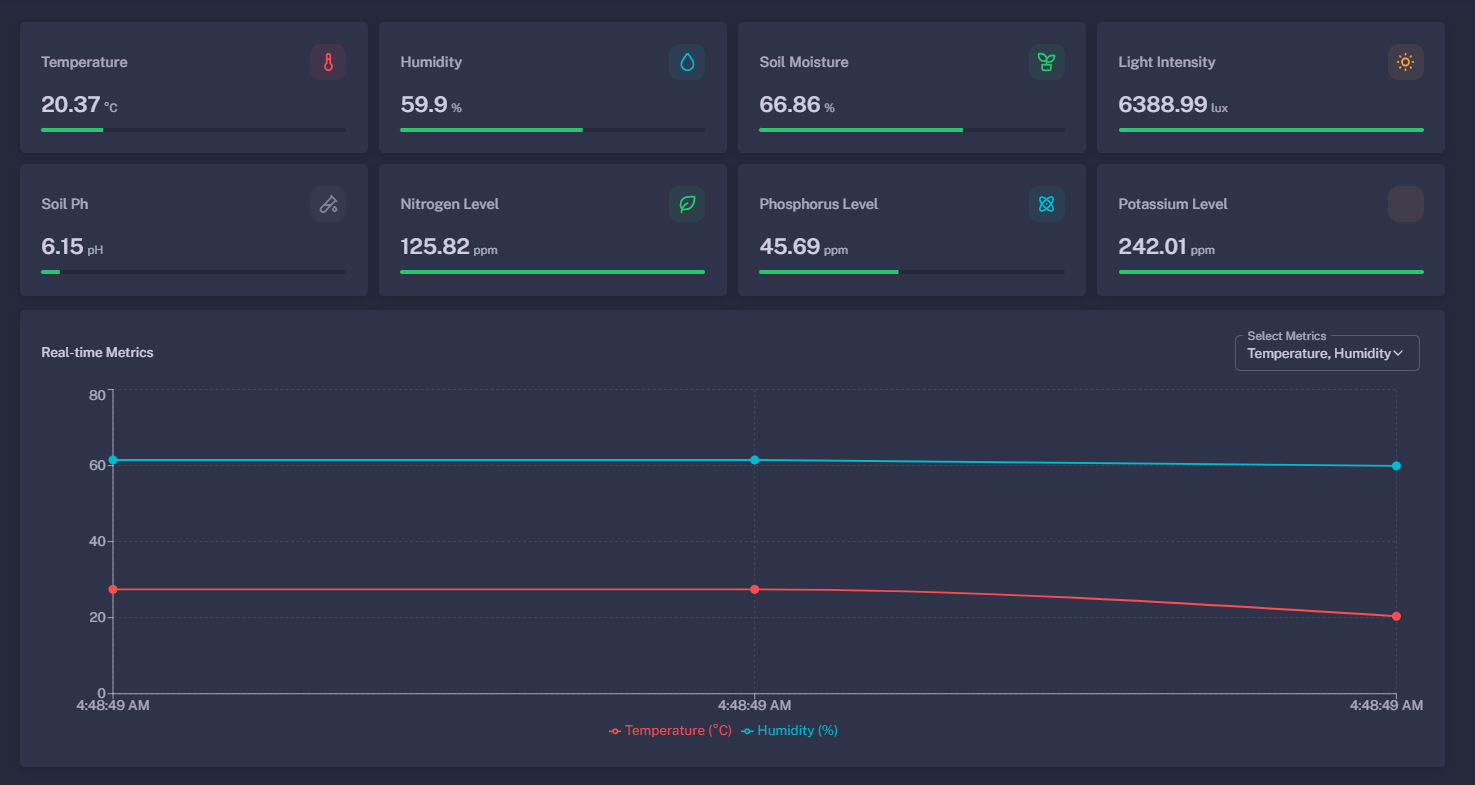 Temperature
20.37 °C
Humidity
59.9 %
Soil Moisture
66.86 %
Light Intensity
6388.99 lux
Soil Ph
6.15 pH
Nitrogen Level
125.82 ppm
Phosphorus Level
45.69 ppm
Potassium Level
242.01 ppm
Real-time Metrics
Select Metrics
Temperature, Humidity
80
60
40
20
0
4:48:49 AM
4:48:49 AM
4:48:49 AM
Temperature (°C)
Humidity (%)